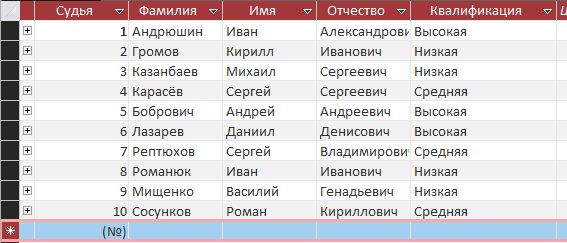 Судья Фамилия Имя Отчество Квалификация
1 Андрюшин Иван Александрови Высокая
2 Громов Кирилл Иванович Низкая
3 Казанбаев Михаил Сергеевич Низкая
4 Карасёв Сергей Сергеевич Средняя
5 Бобрович Андрей Андреевич Высокая
6 Лазарев Даниил Денисович Высокая
7 Рептюхов Сергей Владимирович Средняя
8 Романюк Иван Иванович Низкая
9 Мищенко Василий Генадьевич Низкая
10 Сосунков Роман Кириллович Средняя
(№)